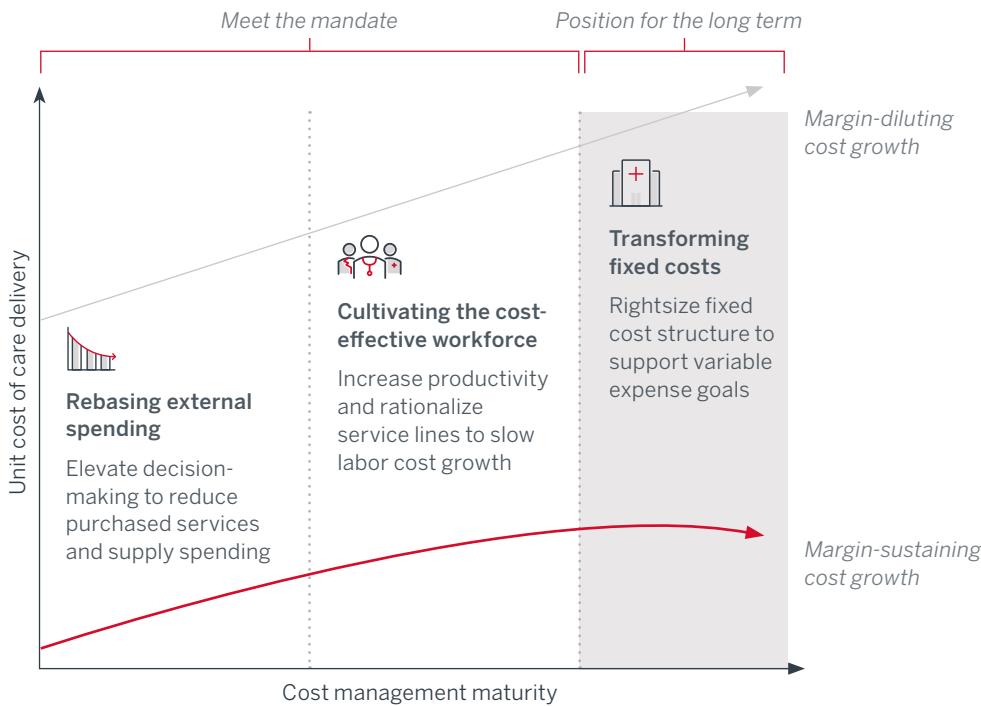 Meet the mandate
Position for the long term
Margin-diluting
cost growth
Unit cost of care delivery
Rebasing external
spending
Elevate decision-
making to reduce
purchased services
and supply spending
Cultivating the cost-
effective workforce
Increase productivity
and rationalize
service lines to slow
labor cost growth
Transforming
fixed costs
Rightsize fixed
cost structure to
support variable
expense goals
Margin-sustaining
cost growth
Cost management maturity